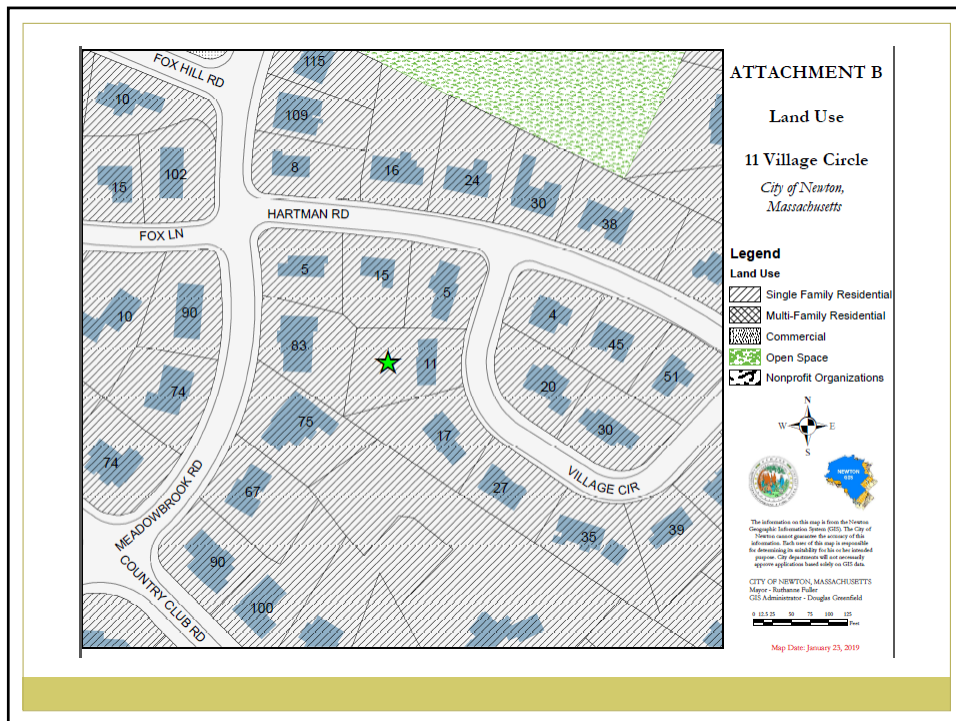 FOX HILL RD
115
10
109
8
16
24
30
38
15
102
HARTMAN RD
FOX LN
5
15
5
10
90
4
45
51
83
11
20
30
74
75
17
74
67
27
VILLAGE CIR
MEADOWBROOK RD
35
39
90
COUNTRY CLUB RD
100
ATTACHMENT B
Land Use
11 Village Circle
City of Newton,
Massachusetts
Legend
Land Use
Single Family Residential
Multi-Family Residential
Commercial
Open Space
Nonprofit Organizations
N
W
E
S
NEWTON
GIS
The information on this map is from the Newton
Geographic Information System (GIS). The City of
Newton cannot guarantee the accuracy of this
information. Each user of this map is responsible
for determining its suitability for his or her intended
purpose. City departments will not necessarily
approve applications based solely on GIS data.
CITY OF NEWTON, MASSACHUSETTS
Mayor - Ruthanne Fuller
GIS Administrator - Douglas Greenfield
0 12.5 25 50 75 100 125
Feet
Map Date: January 23, 2019